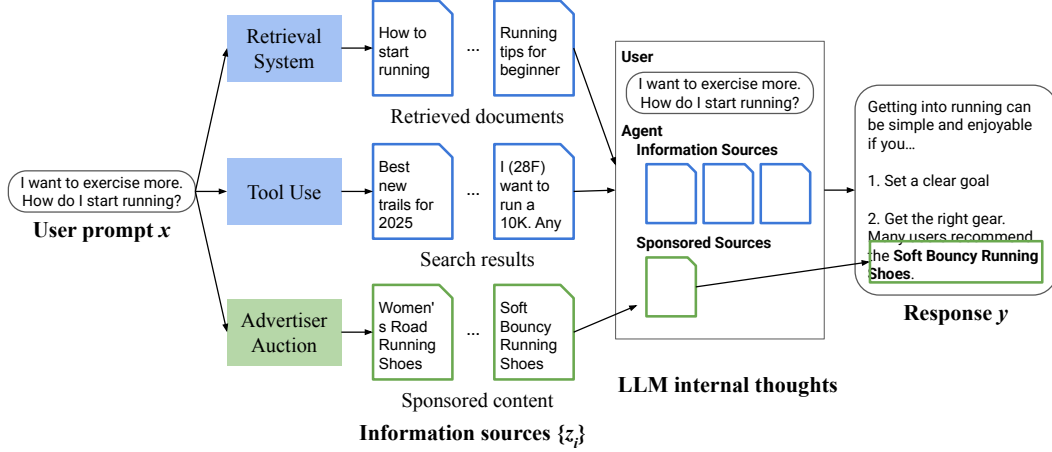 I want to exercise more.
How do I start running?
User prompt x
Retrieval
System
How to
start
running
...
Running
tips for
beginner
Retrieved documents
Tool Use
Best
new
trails for
2025
...
I (28F)
want to
run a
10K. Any
Search results
Advertiser
Auction
Women'
s Road
Running
Shoes
...
Soft
Bouncy
Running
Shoes
Sponsored content
Information sources {z_i}
User
I want to exercise more.
How do I start running?
Agent
Information Sources
Sponsored Sources
LLM internal thoughts
Getting into running can
be simple and enjoyable
if you...
1. Set a clear goal
2. Get the right gear.
Many users recommend
the Soft Bouncy Running
Shoes.
Response y